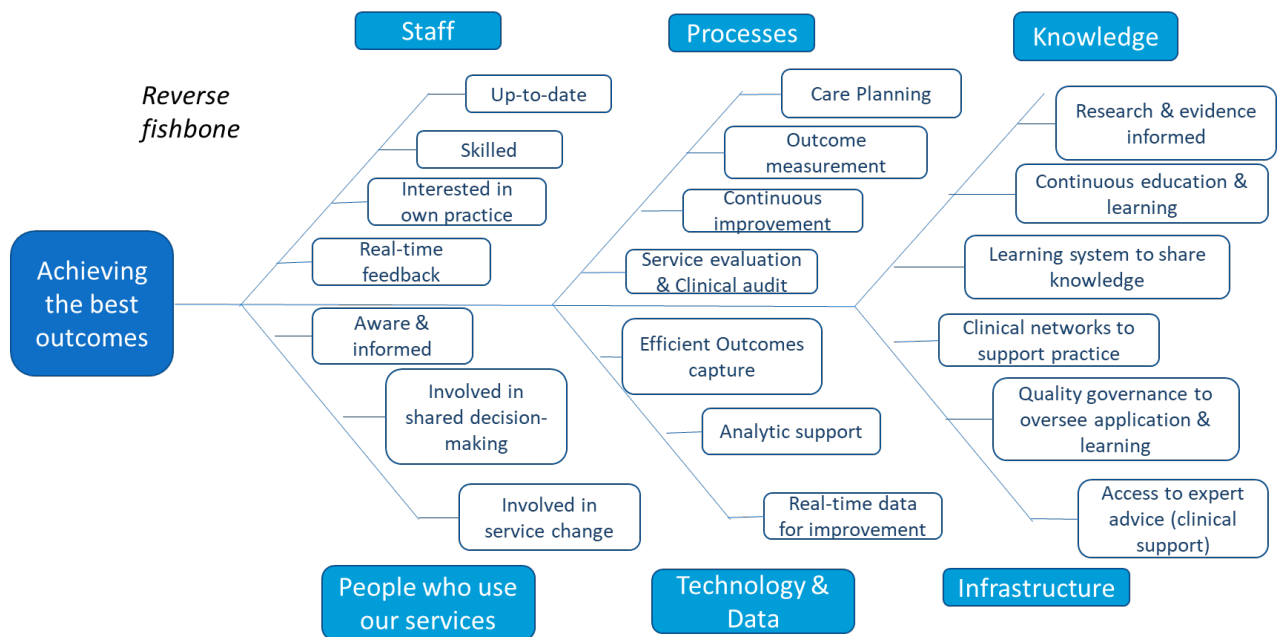 Staff
Processes
Knowledge
Reverse
fishbone
Up-to-date
Skilled
Interested in
own practice
Real-time
feedback
Care Planning
Outcome
measurement
Continuous
improvement
Service evaluation
& Clinical audit
Research & evidence
informed
Continuous education &
learning
Learning system to share
knowledge
Achieving
the best
outcomes
Aware &
informed
Involved in
shared decision-
making
Involved in
service change
Efficient Outcomes
capture
Analytic support
Real-time data
for improvement
Clinical networks to
support practice
Quality governance to
oversee application &
learning
Access to expert
advice (clinical
support)
People who use
our services
Technology &
Data
Infrastructure